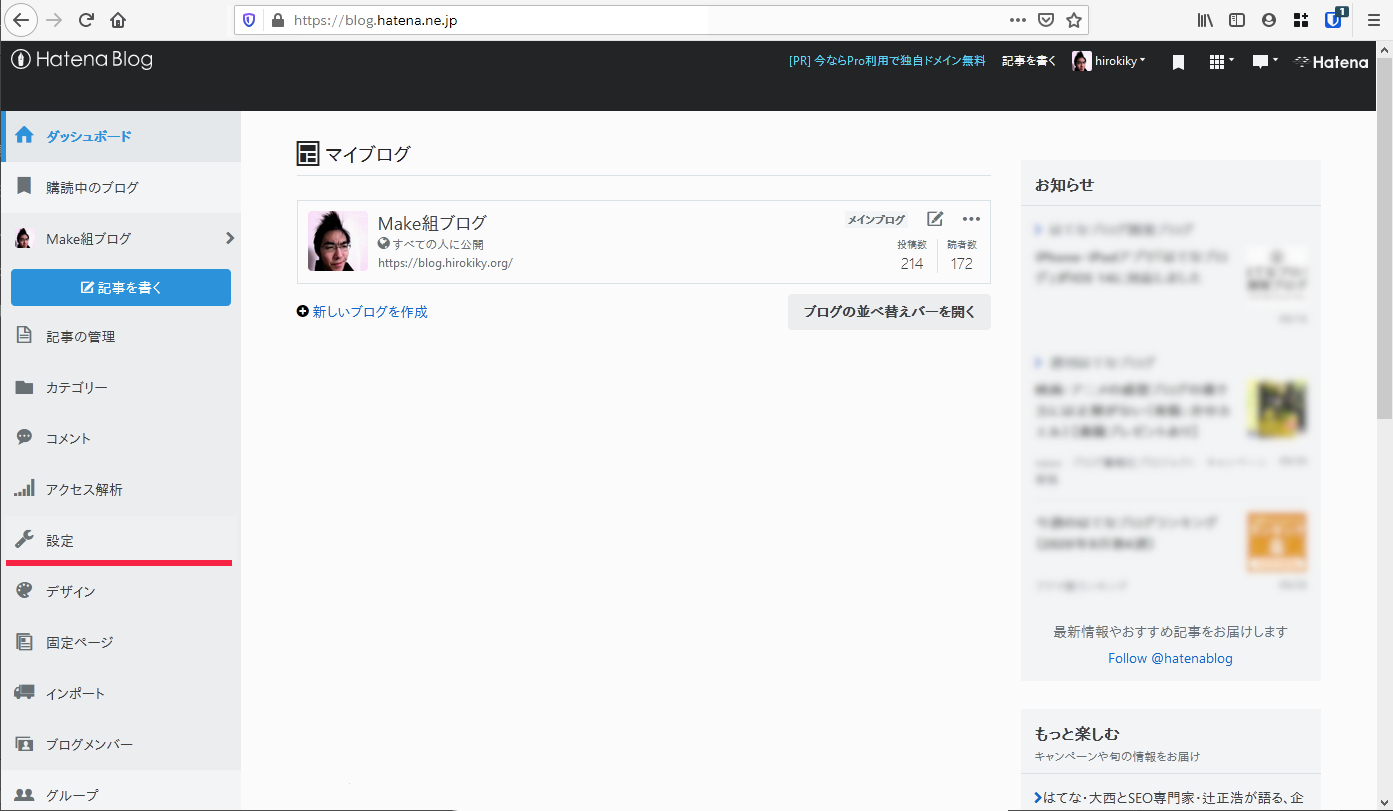 https://blog.hatena.ne.jp
1
Hatena Blog
[PR] 今ならPro利用で独自ドメイン無料
記事を書く
hirokiky
Hatena
ダッシュボード
購読中のブログ
Make組ブログ
記事を書く
記事の管理
カテゴリー
コメント
アクセス解析
設定
デザイン
固定ページ
インポート
ブログメンバー
グループ
マイブログ
Make組ブログ
すべての人に公開
https://blog.hirokiky.org/
メインブログ
投稿数
214
読者数
172
新しいブログを作成
ブログの並べ替えバーを開く
お知らせ
最新情報やおすすめ記事をお届けします
Follow @hatenablog
もっと楽しむ
キャンペーンや旬の情報をお届け
はてな・大西とSEO専門家・辻正浩が語る、企